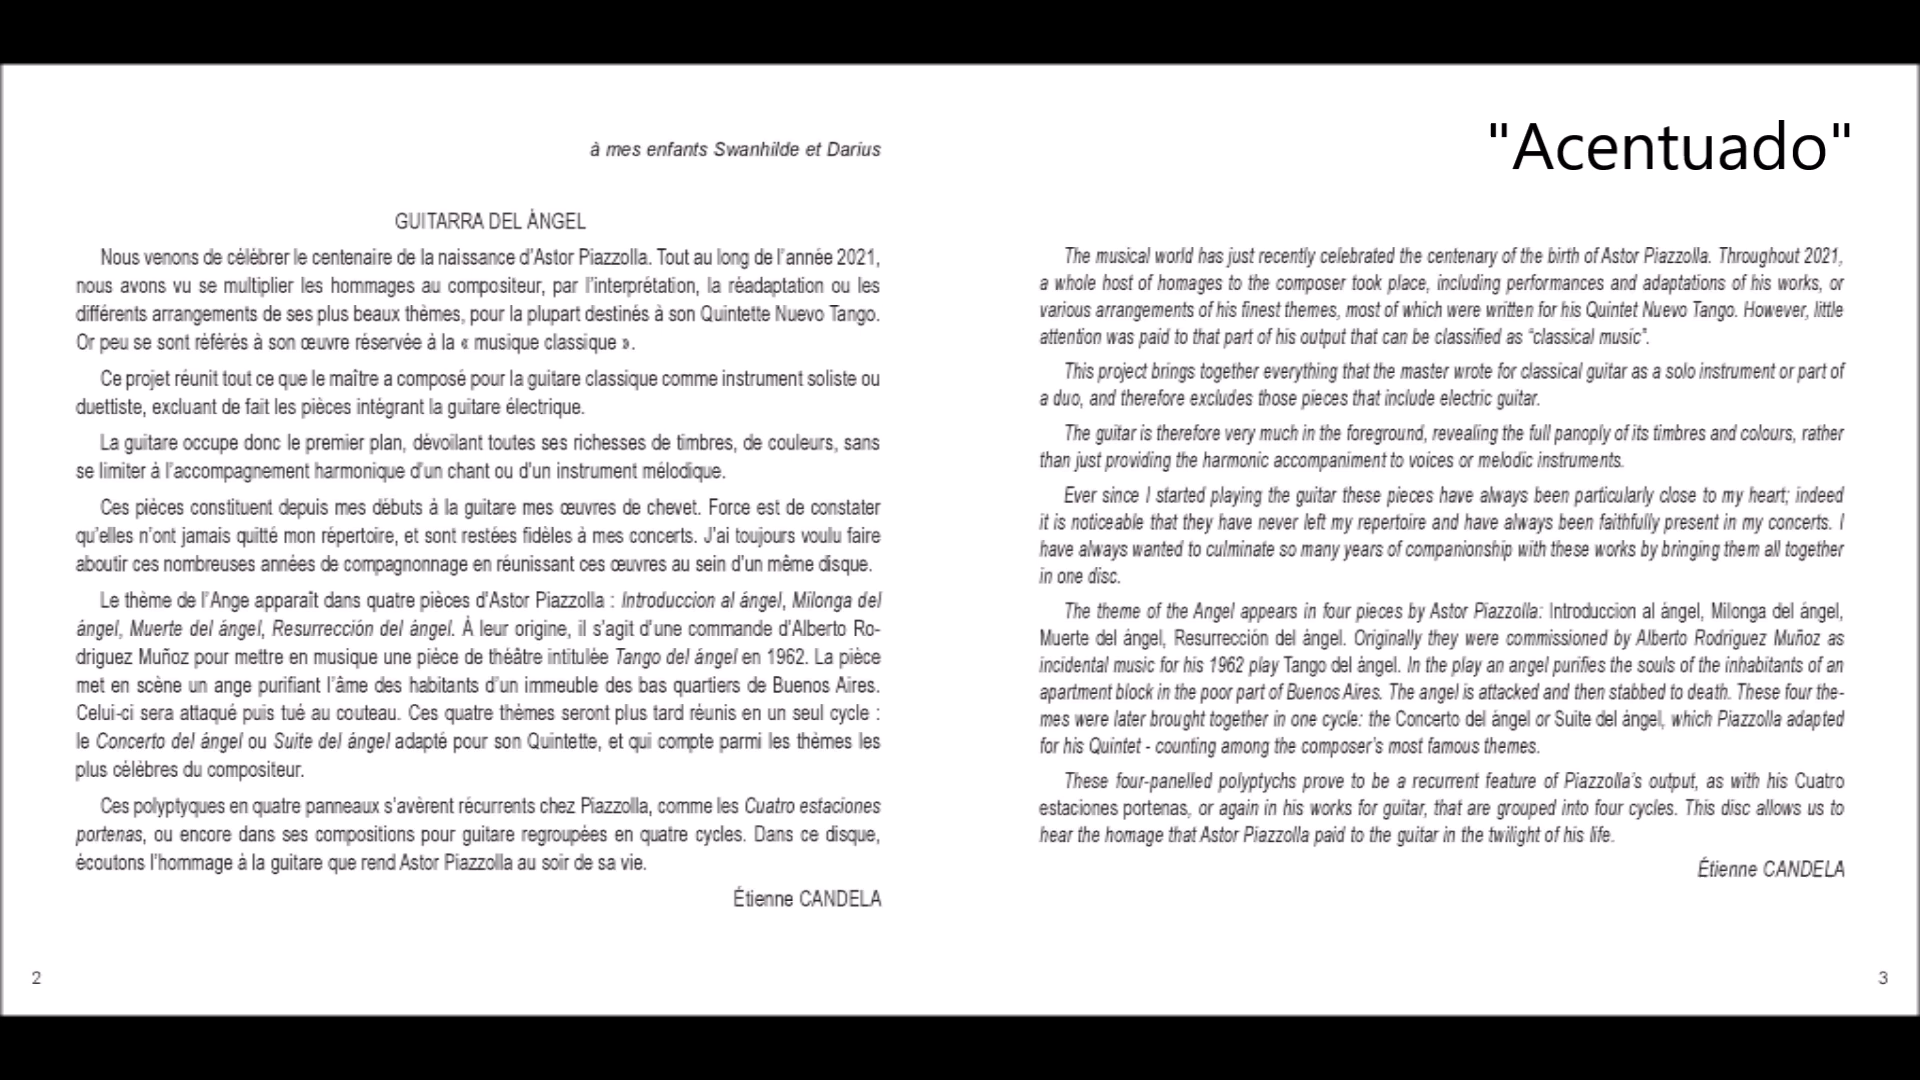 à mes enfants Swanhilde et Darius
GUITARRA DEL ÁNGEL
Nous venons de célébrer le centenaire de la naissance d'Astor Piazzolla. Tout au long de l'année 2021,
nous avons vu se multiplier les hommages au compositeur, par l'interprétation, la réadaptation ou les
différents arrangements de ses plus beaux thèmes, pour la plupart destinés à son Quintette Nuevo Tango.
Or peu se sont référés à son œuvre réservée à la « musique classique ».
Ce projet réunit tout ce que le maître a composé pour la guitare classique comme instrument soliste ou
duettiste, excluant de fait les pièces intégrant la guitare électrique.
La guitare occupe donc le premier plan, dévoilant toutes ses richesses de timbres, de couleurs, sans
se limiter à l'accompagnement harmonique d'un chant ou d'un instrument mélodique.
Ces pièces constituent depuis mes débuts à la guitare mes œuvres de chevet. Force est de constater
qu'elles n'ont jamais quitté mon répertoire, et sont restées fidèles à mes concerts. J'ai toujours voulu faire
aboutir ces nombreuses années de compagnonnage en réunissant ces œuvres au sein d'un même disque.
Le thème de l'Ange apparaît dans quatre pièces d'Astor Piazzolla : Introduccion al ángel, Milonga del
ángel, Muerte del ángel, Resurrección del ángel. À leur origine, il s'agit d'une commande d'Alberto Ro-
driguez Muñoz pour mettre en musique une pièce de théâtre intitulée Tango del ángel en 1962. La pièce
met en scène un ange purifiant l'âme des habitants d'un immeuble des bas quartiers de Buenos Aires.
Celui-ci sera attaqué puis tué au couteau. Ces quatre thèmes seront plus tard réunis en un seul cycle :
le Concerto del ángel ou Suite del ángel adapté pour son Quintette, et qui compte parmi les thèmes les
plus célèbres du compositeur.
Ces polyptyques en quatre panneaux s'avèrent récurrents chez Piazzolla, comme les Cuatro estaciones
portenas, ou encore dans ses compositions pour guitare regroupées en quatre cycles. Dans ce disque,
écoutons l'hommage à la guitare que rend Astor Piazzolla au soir de sa vie.
Étienne CANDELA
2
"Acentuado"
The musical world has just recently celebrated the centenary of the birth of Astor Piazzolla. Throughout 2021,
a whole host of homages to the composer took place, including performances and adaptations of his works, or
various arrangements of his finest themes, most of which were written for his Quintet Nuevo Tango. However, little
attention was paid to that part of his output that can be classified as “classical music”.
This project brings together everything that the master wrote for classical guitar as a solo instrument or part of
a duo, and therefore excludes those pieces that include electric guitar.
The guitar is therefore very much in the foreground, revealing the full panoply of its timbres and colours, rather
than just providing the harmonic accompaniment to voices or melodic instruments.
Ever since I started playing the guitar these pieces have always been particularly close to my heart; indeed
it is noticeable that they have never left my repertoire and have always been faithfully present in my concerts. I
have always wanted to culminate so many years of companionship with these works by bringing them all together
in one disc.
The theme of the Angel appears in four pieces by Astor Piazzolla: Introduccion al ángel, Milonga del ángel,
Muerte del ángel, Resurrección del ángel. Originally they were commissioned by Alberto Rodriguez Muñoz as
incidental music for his 1962 play Tango del ángel. In the play an angel purifies the souls of the inhabitants of an
apartment block in the poor part of Buenos Aires. The angel is attacked and then stabbed to death. These four the-
mes were later brought together in one cycle: the Concerto del ángel or Suite del ángel, which Piazzolla adapted
for his Quintet - counting among the composer's most famous themes.
These four-panelled polyptychs prove to be a recurrent feature of Piazzolla's output, as with his Cuatro
estaciones portenas, or again in his works for guitar, that are grouped into four cycles. This disc allows us to
hear the homage that Astor Piazzolla paid to the guitar in the twilight of his life.
Étienne CANDELA
3